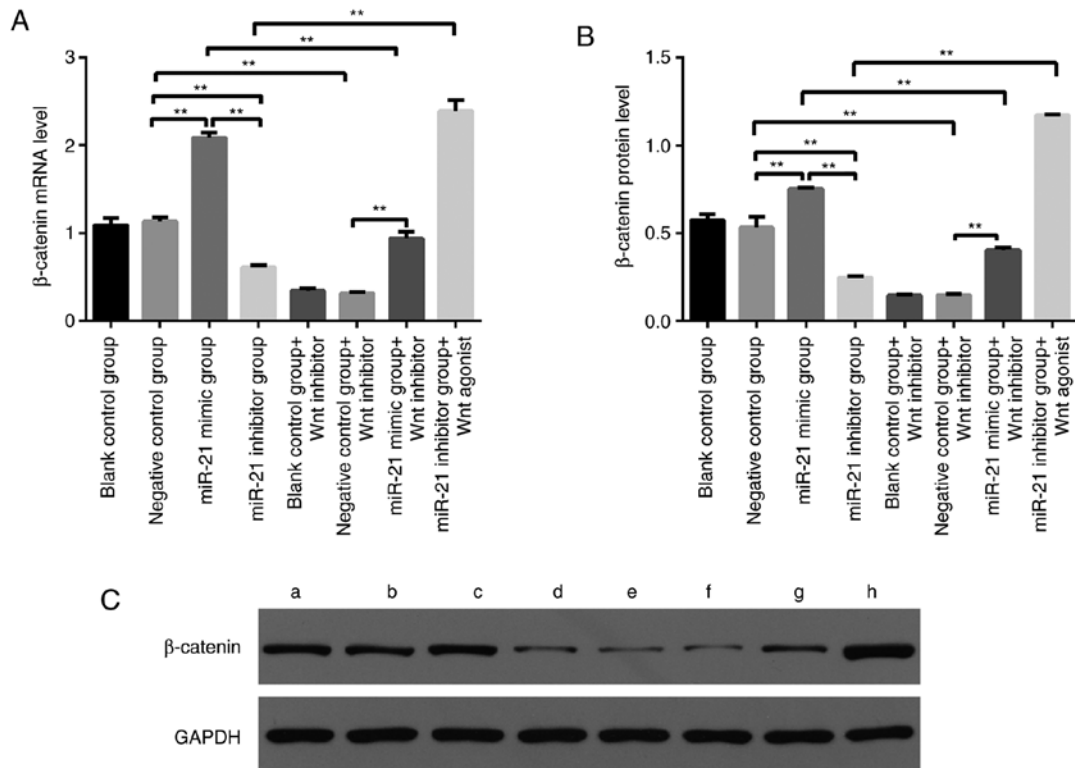 A
**
**
**
**
** **
**
β-catenin mRNA level
3
2
1
0
Blank control group
Negative control group
miR-21 mimic group
miR-21 inhibitor group
Blank control group+
Wnt inhibitor
Negative control group+
Wnt inhibitor
miR-21 mimic group+
Wnt inhibitor
miR-21 inhibitor group+
Wnt agonist
B
**
**
**
**
** **
**
β-catenin protein level
1.5
1.0
0.5
0.0
Blank control group
Negative control group
miR-21 mimic group
miR-21 inhibitor group
Blank control group+
Wnt inhibitor
Negative control group+
Wnt inhibitor
miR-21 mimic group+
Wnt inhibitor
miR-21 inhibitor group+
Wnt agonist
C
a b c d e f g h
β-catenin
GAPDH